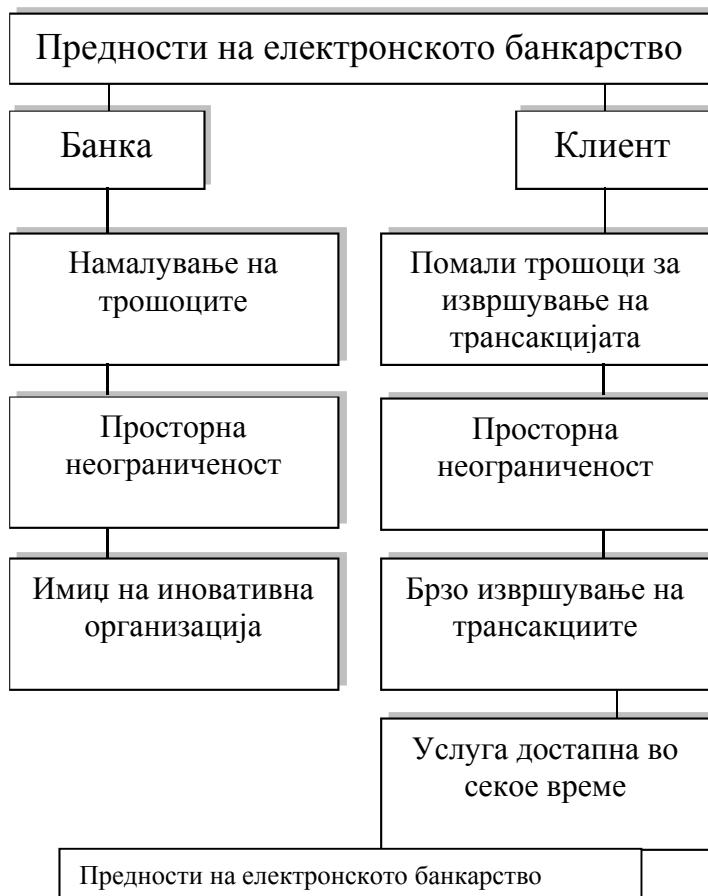 Предности на електронското банкарство
Банка
Клиент
Намалување на
трошоците
Помали трошоци за
извршување на
трансакцијата
Просторна
неограниченост
Просторна
неограниченост
Имиџ на иновативна
организација
Брзо извршување на
трансакциите
Услуга достапна во
секое време
Предности на електронското банкарство